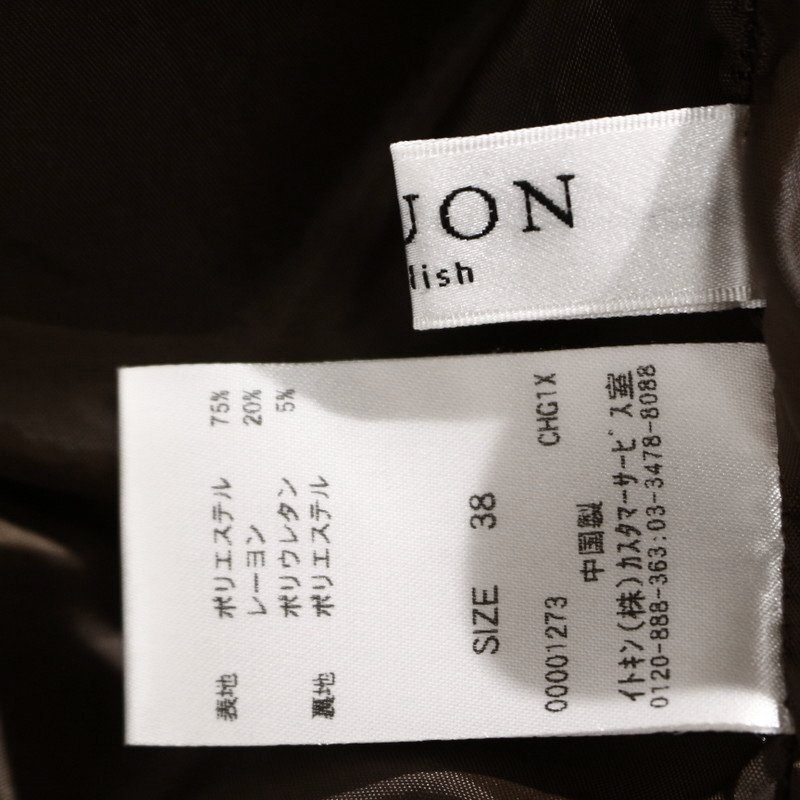 UON
lish
表地 ポリエステル 75%
レーヨン 20%
ポリウレタン 5%
裏地 ポリエステル
SIZE 38
00001273 CHG1X
中国製
イトキン(株)カスタマーサービス室
0120-888-363:03-3478-8088